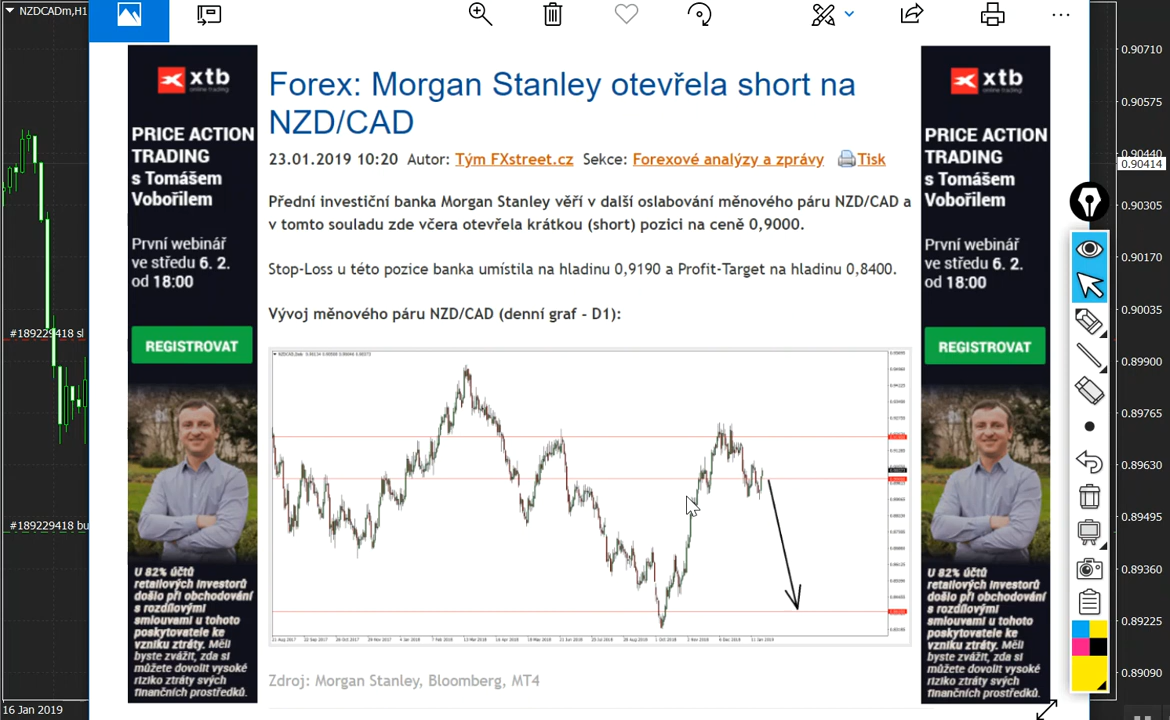 NZDCADm,H1
xtb
online trading
PRICE ACTION
TRADING
s Tomášem
Vobořilem
První webinář
ve středu 6. 2.
od 18:00
REGISTROVAT
U 82% účtů
retailových investorů
došlo při obchodování
s rozdílovými
smlouvami u tohoto
poskytovatele ke
vzniku ztráty. Měli
byste zvážit, zda si
můžete dovolit vysoké
riziko ztráty svých
finančních prostředků.
Forex: Morgan Stanley otevřela short na
NZD/CAD
23.01.2019 10:20 Autor: Tým FXstreet.cz Sekce: Forexové analýzy a zprávy Tisk
Přední investiční banka Morgan Stanley věří v další oslabování měnového páru NZD/CAD a
v tomto souladu zde včera otevřela krátkou (short) pozici na ceně 0,9000.
Stop-Loss u této pozice banka umístila na hladinu 0,9190 a Profit-Target na hladinu 0,8400.
Vývoj měnového páru NZD/CAD (denní graf - D1):
Zdroj: Morgan Stanley, Bloomberg, MT4
xtb
online trading
PRICE ACTION
TRADING
s Tomášem
Vobořilem
První webinář
ve středu 6. 2.
od 18:00
REGISTROVAT
U 82% účtů
retailových investorů
došlo při obchodování
s rozdílovými
smlouvami u tohoto
poskytovatele ke
vzniku ztráty. Měli
byste zvážit, zda si
můžete dovolit vysoké
riziko ztráty svých
finančních prostředků.
#189229418 sl
#189229418 bu
16 Jan 2019
0.90710
0.90575
0.90440
0.90414
0.90305
0.90170
0.90035
0.89900
0.89765
0.89630
0.89495
0.89360
0.89225
0.89090